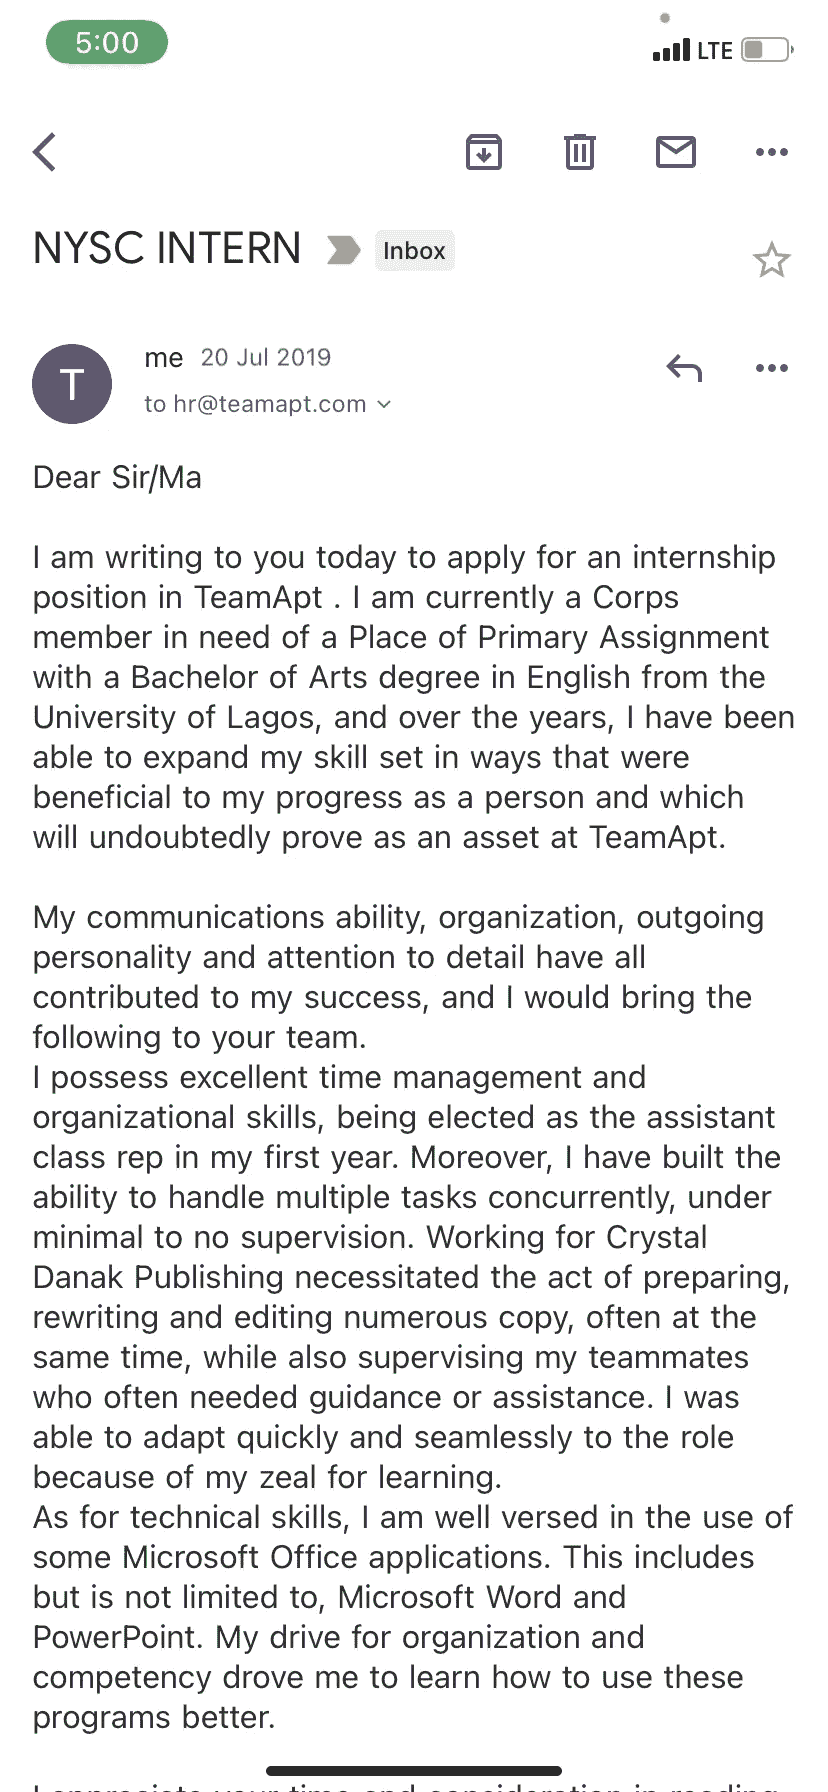 5:00
LTE
NYSC INTERN
Inbox
T
me 20 Jul 2019
to hr@teamapt.com
Dear Sir/Ma
I am writing to you today to apply for an internship
position in TeamApt . I am currently a Corps
member in need of a Place of Primary Assignment
with a Bachelor of Arts degree in English from the
University of Lagos, and over the years, I have been
able to expand my skill set in ways that were
beneficial to my progress as a person and which
will undoubtedly prove as an asset at TeamApt.
My communications ability, organization, outgoing
personality and attention to detail have all
contributed to my success, and I would bring the
following to your team.
I possess excellent time management and
organizational skills, being elected as the assistant
class rep in my first year. Moreover, I have built the
ability to handle multiple tasks concurrently, under
minimal to no supervision. Working for Crystal
Danak Publishing necessitated the act of preparing,
rewriting and editing numerous copy, often at the
same time, while also supervising my teammates
who often needed guidance or assistance. I was
able to adapt quickly and seamlessly to the role
because of my zeal for learning.
As for technical skills, I am well versed in the use of
some Microsoft Office applications. This includes
but is not limited to, Microsoft Word and
PowerPoint. My drive for organization and
competency drove me to learn how to use these
programs better.
I appreciate your time and consideration in reading